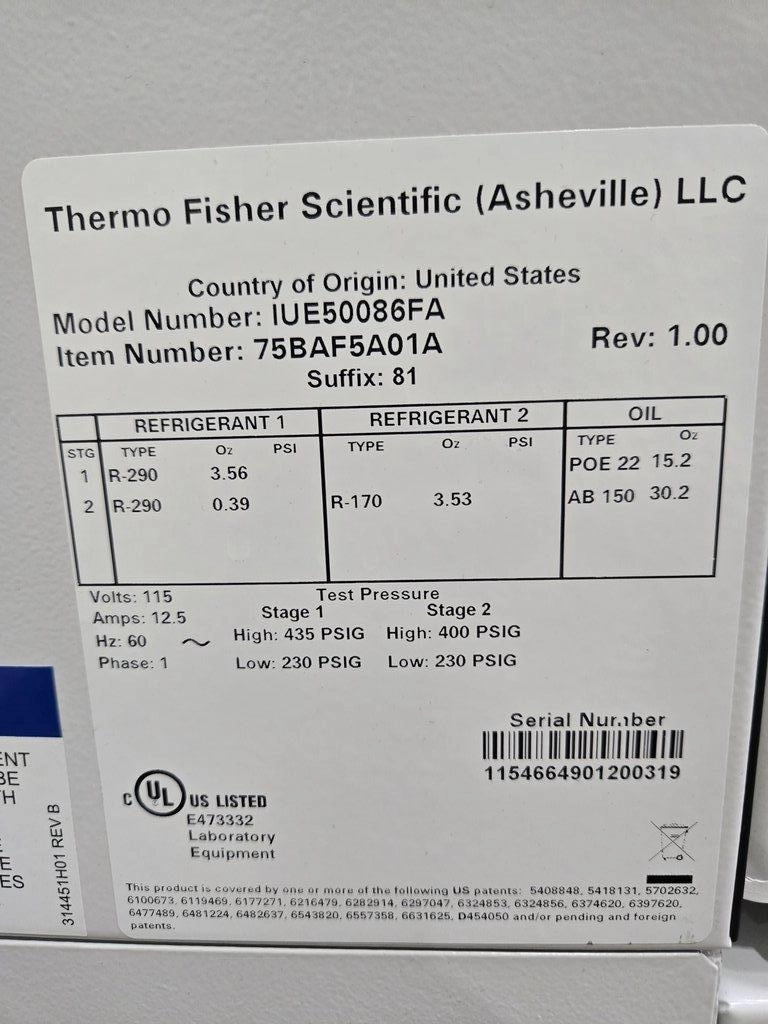 Thermo Fisher Scientific (Asheville) LLC
Country of Origin: United States
Model Number: IUE50086FA
Item Number: 75BAF5A01A
Rev: 1.00
Suffix: 81
REFRIGERANT 1 REFRIGERANT 2 OIL
STG TYPE Oz PSI TYPE Oz PSI TYPE Oz
1 R-290 3.56 POE 22 15.2
2 R-290 0.39 R-170 3.53 AB 150 30.2
Volts: 115 Test Pressure
Amps: 12.5 Stage 1 Stage 2
Hz: 60 ~ High: 435 PSIG High: 400 PSIG
Phase: 1 Low: 230 PSIG Low: 230 PSIG
Serial Number
1154664901200319
C UL US LISTED
E473332
Laboratory
Equipment
This product is covered by one or more of the following US patents: 5408848, 5418131, 5702632,
6100673, 6119469, 6177271, 6216479, 6282914, 6297047, 6324853, 6324856, 6374620, 6397620,
6477489, 6481224, 6482637, 6543820, 6557358, 6631625, D454050 and/or pending and foreign
patents.
314451H01 REV B
ENT
BE
TH
E
ES